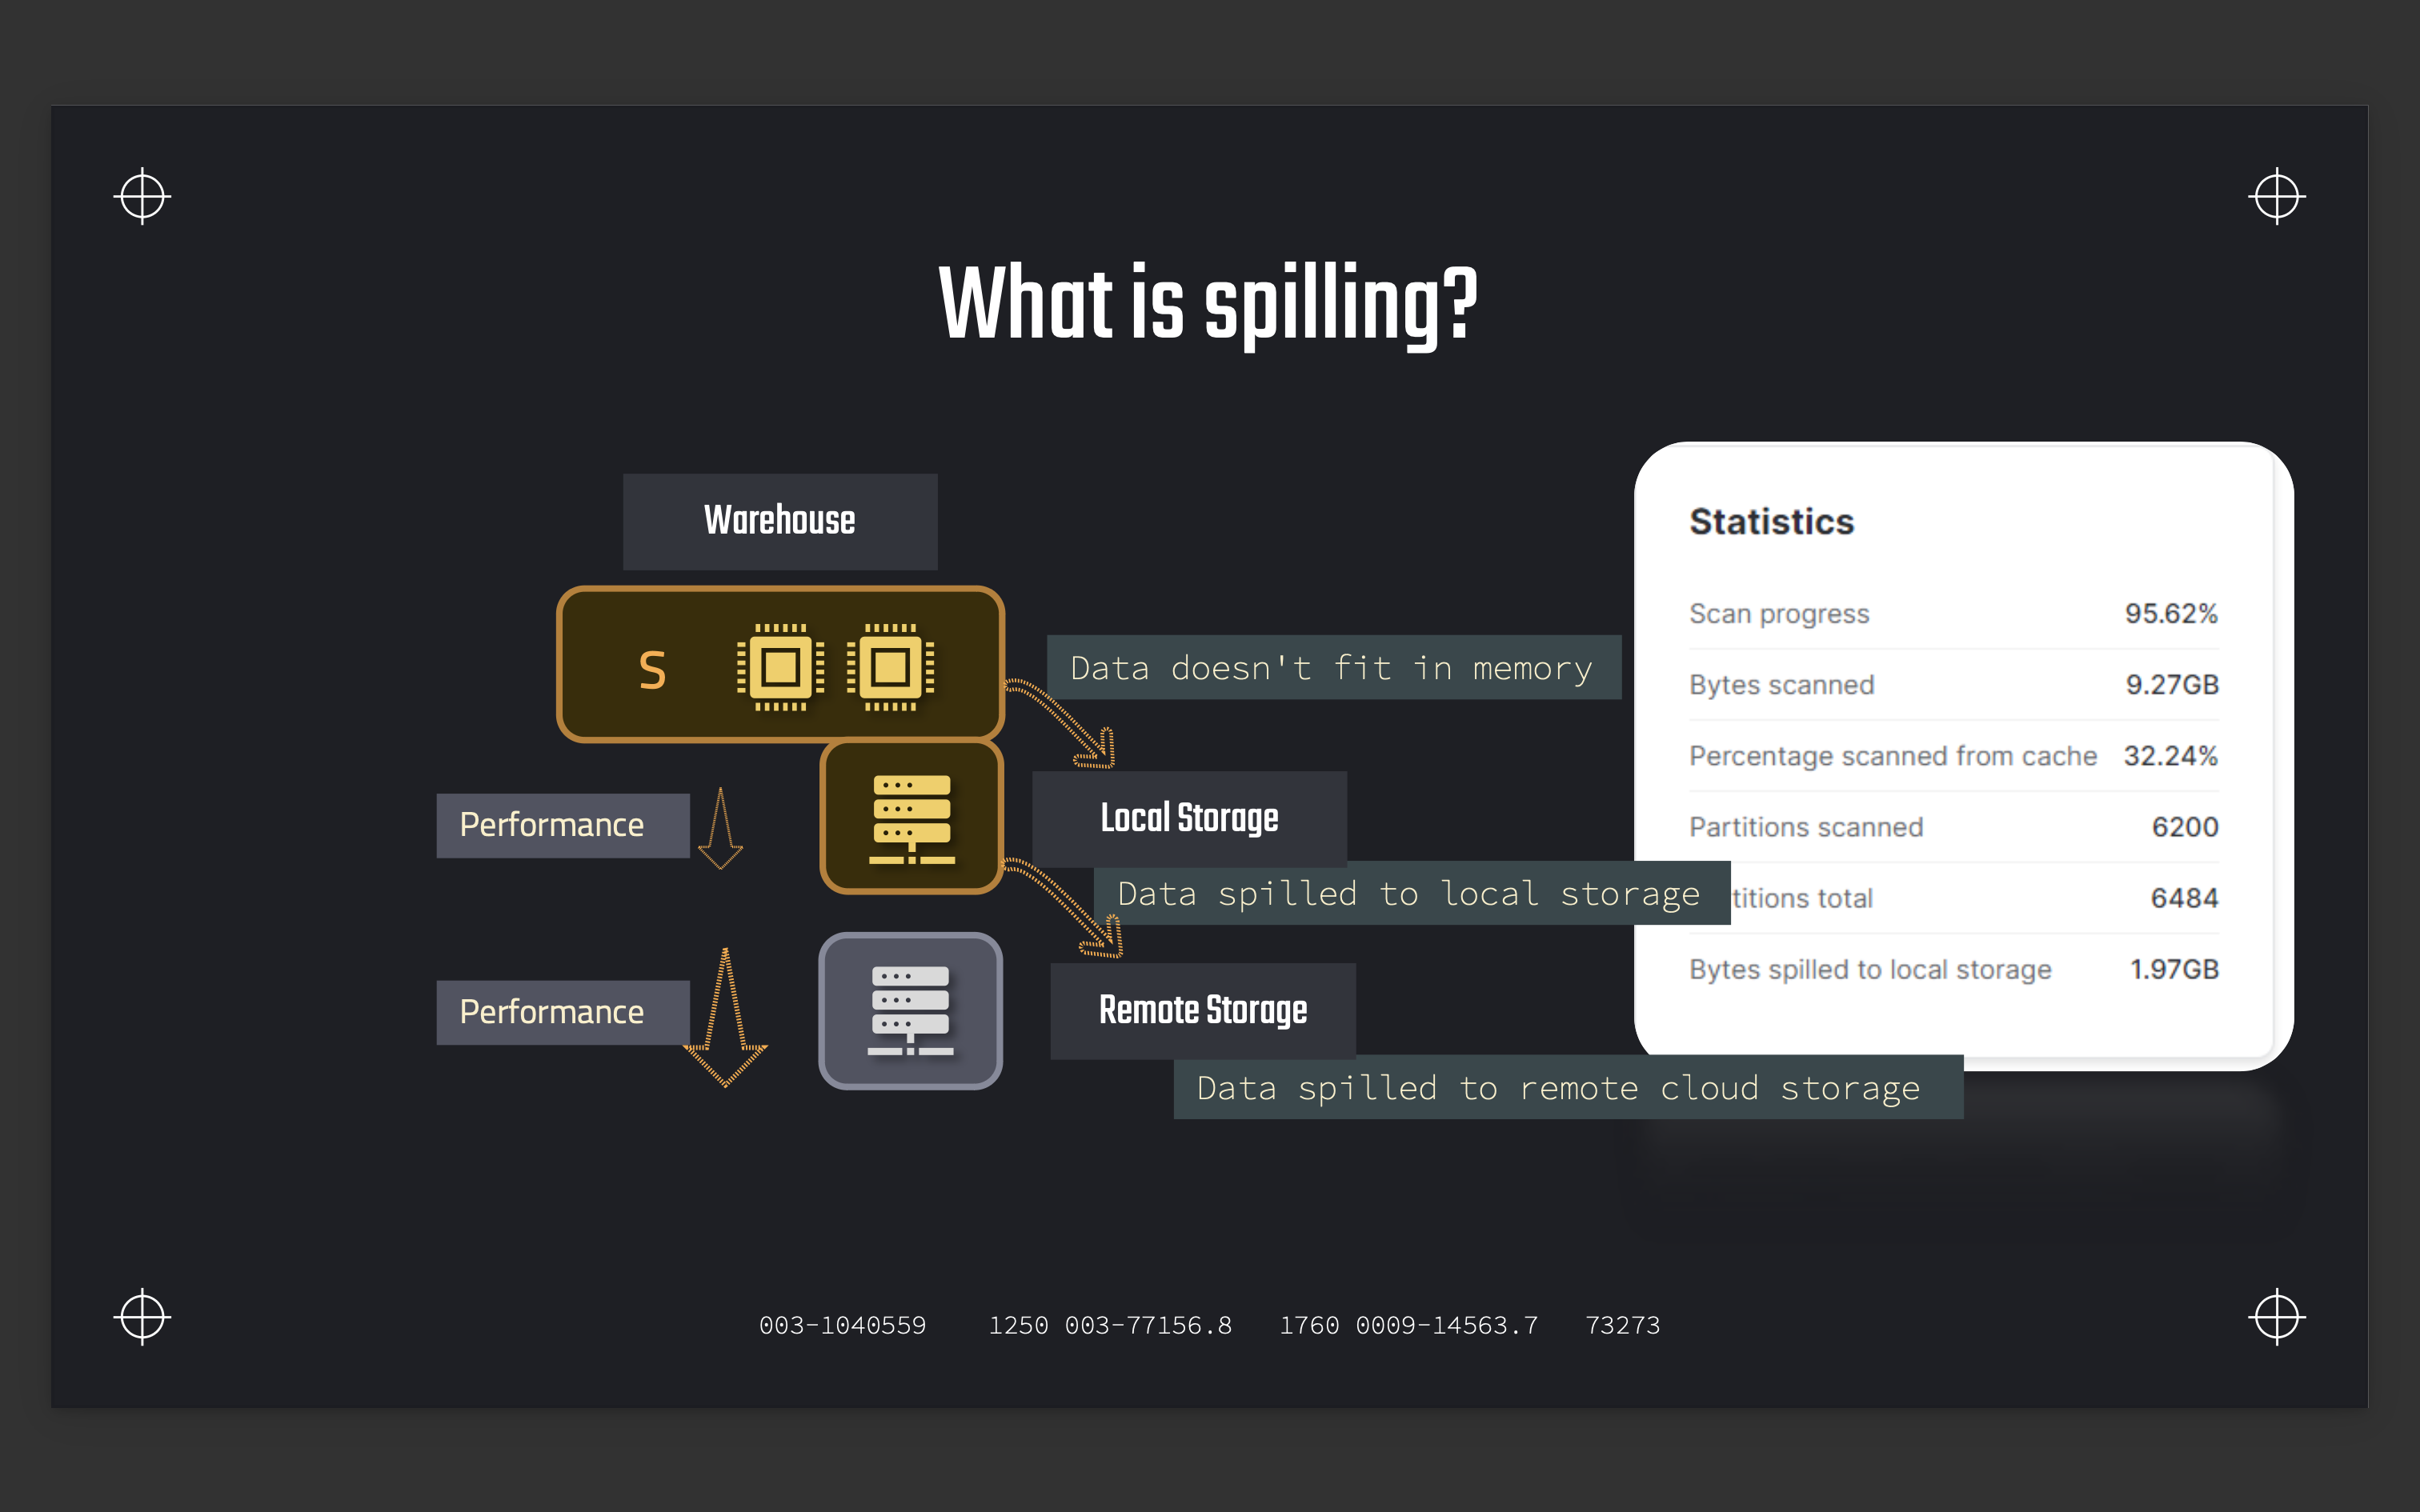 What is spilling?
Warehouse
S
Data doesn't fit in memory
Performance
Local Storage
Data spilled to local storage
Performance
Remote Storage
Data spilled to remote cloud storage
Statistics
Scan progress 95.62%
Bytes scanned 9.27GB
Percentage scanned from cache 32.24%
Partitions scanned 6200
titions total 6484
Bytes spilled to local storage 1.97GB
003-1040559 1250 003-77156.8 1760 0009-14563.7 73273